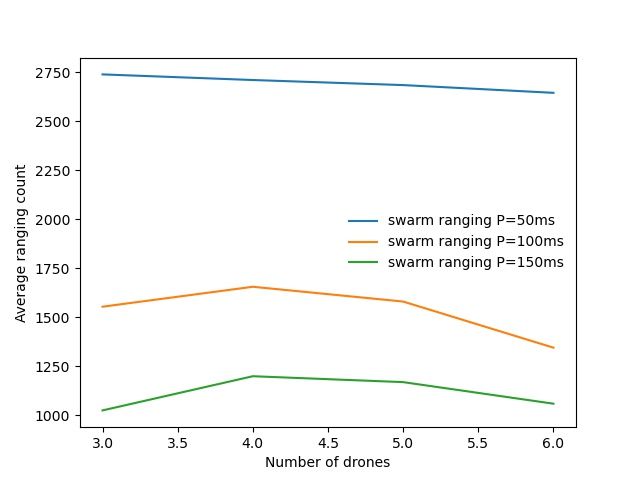 2750
2500
2250
2000
1750
1500
1250
1000
Average ranging count
swarm ranging P=50ms
swarm ranging P=100ms
swarm ranging P=150ms
3.0 3.5 4.0 4.5 5.0 5.5 6.0
Number of drones